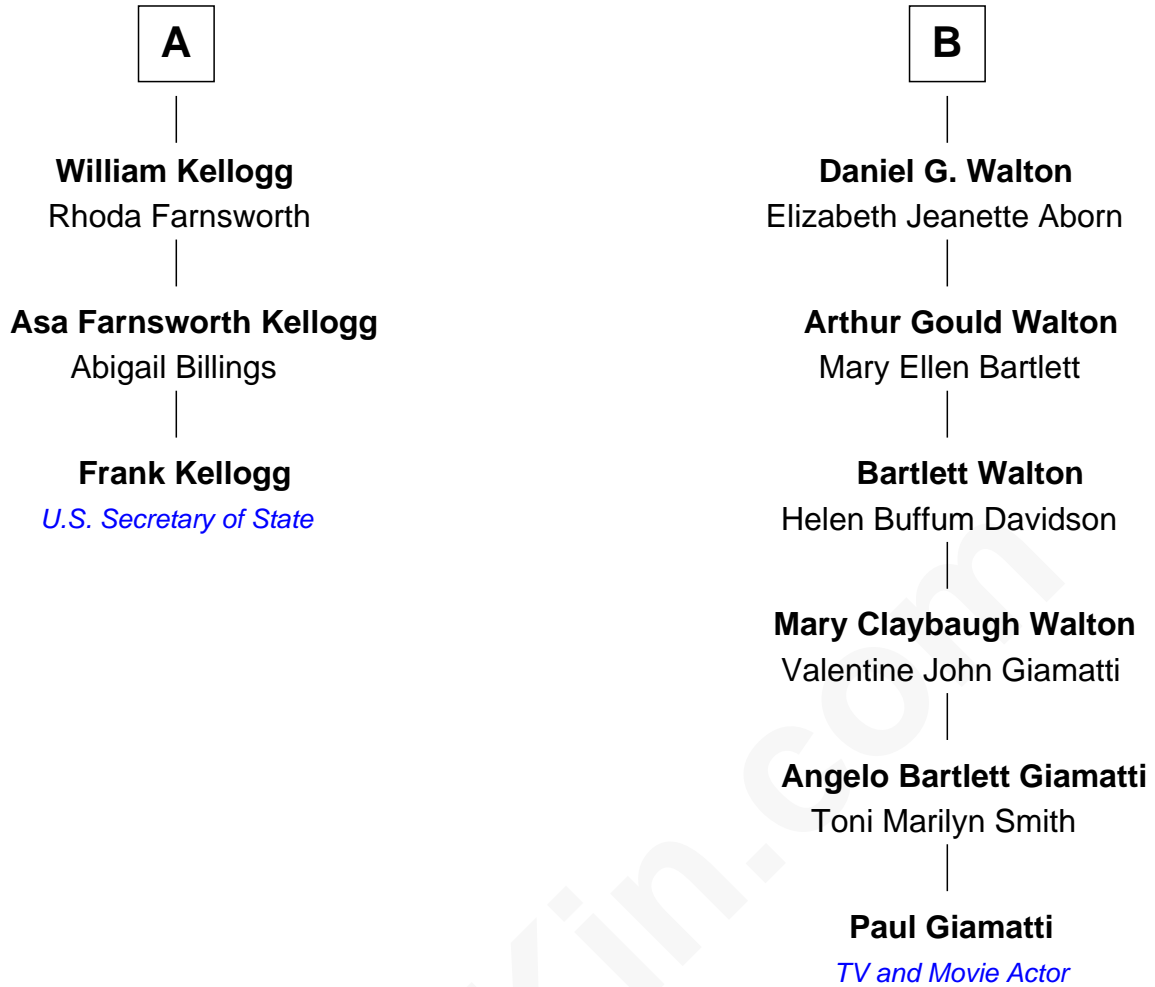 A
William Kellogg
Rhoda Farnsworth
Asa Farnsworth Kellogg
Abigail Billings
Frank Kellogg
U.S. Secretary of State
B
Daniel G. Walton
Elizabeth Jeanette Aborn
Arthur Gould Walton
Mary Ellen Bartlett
Bartlett Walton
Helen Buffum Davidson
Mary Claybaugh Walton
Valentine John Giamatti
Angelo Bartlett Giamatti
Toni Marilyn Smith
Paul Giamatti
TV and Movie Actor
Kin.com